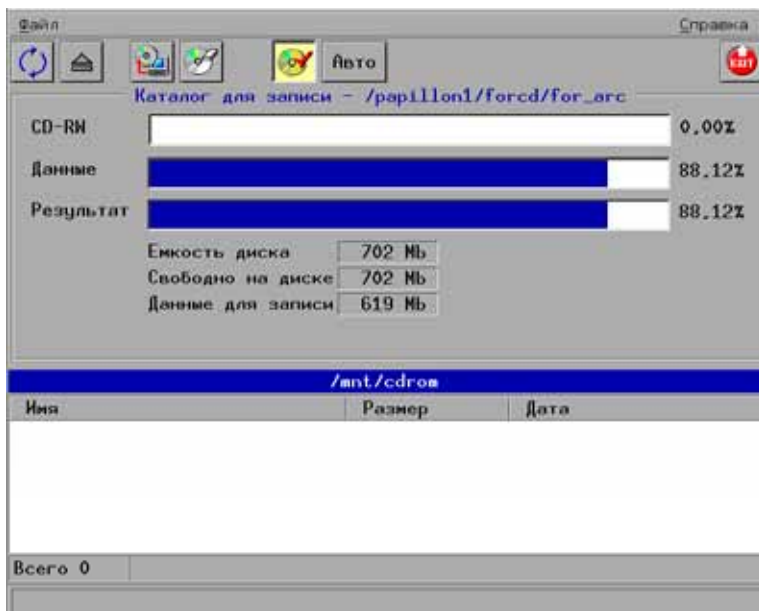 Файл Справка
Авто EXIT
Каталог для записи - /papillon1/forcd/for_arc
CD-RW 0.00%
Данные 88.12%
Результат 88.12%
Емкость диска 702 Mb
Свободно на диске 702 Mb
Данные для записи 619 Mb
/mnt/cdrom
Имя Размер Дата
Всего 0